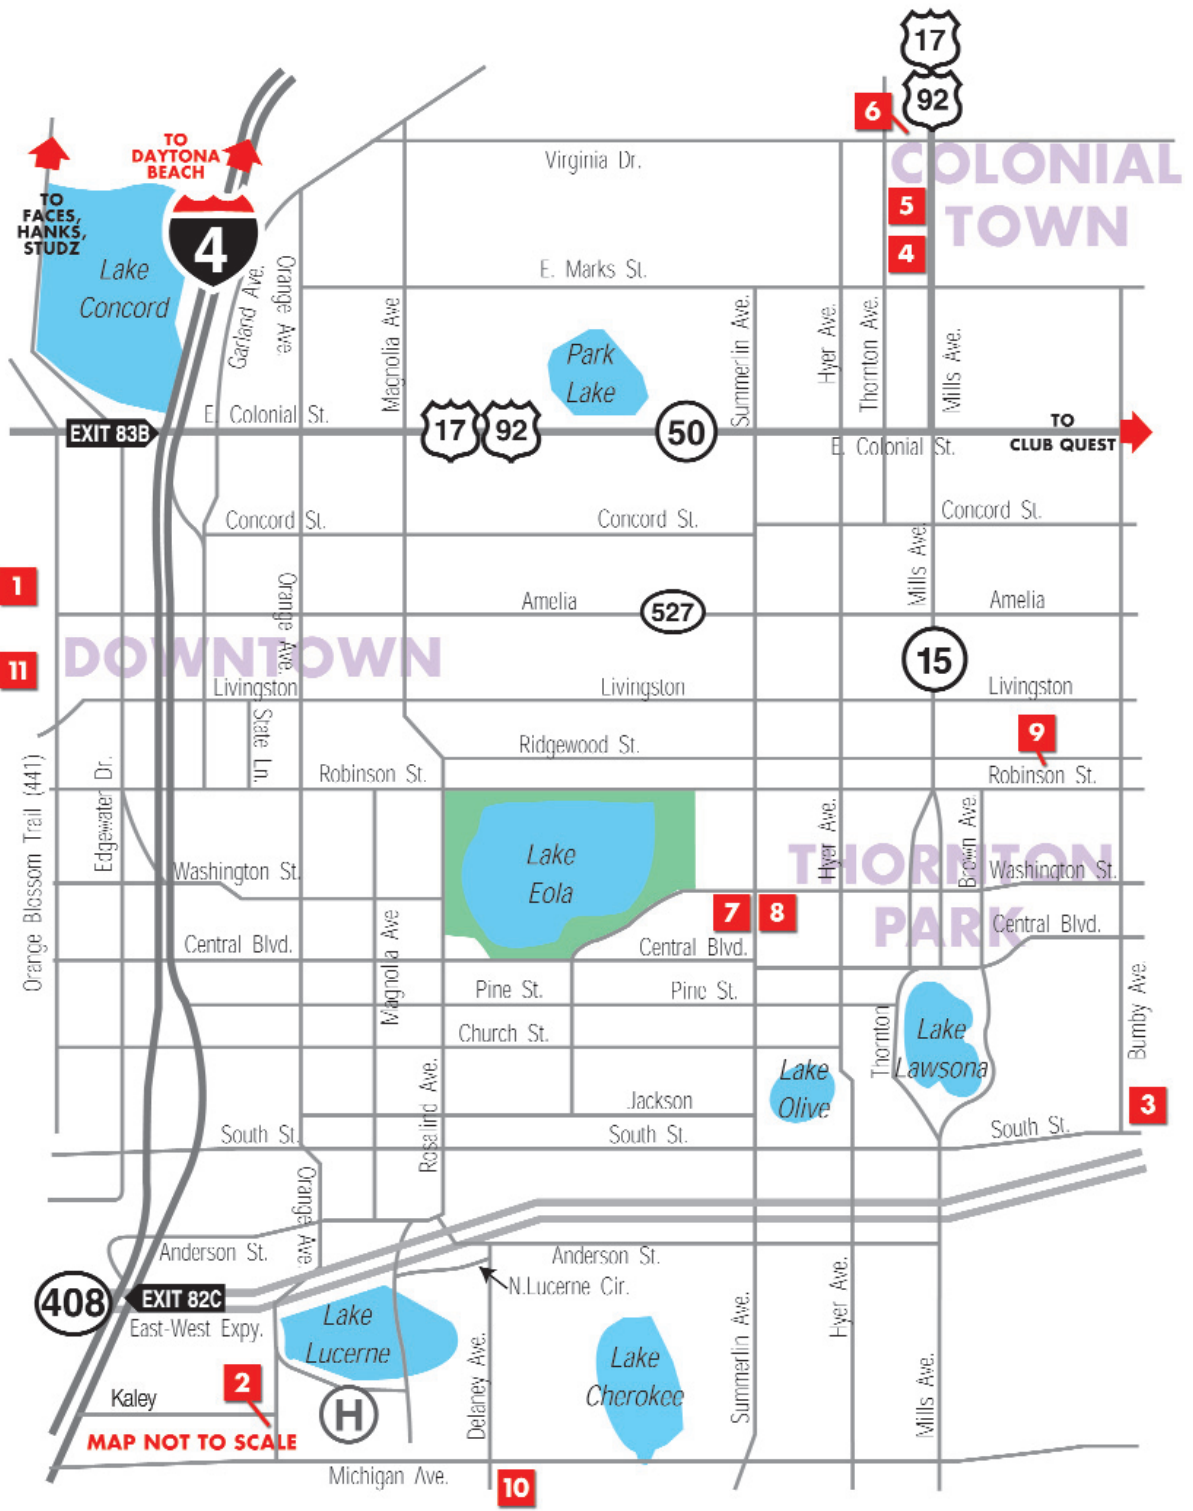 17
92
6
TO
DAYTONA
BEACH
Virginia Dr.
COLONIAL
TOWN
TO
FACES,
HANKS,
STUDZ
5
4
4
Lake
Concord
Garland Ave.
Orange Ave.
E. Marks St.
Magnolia Ave
Park
Lake
Summerlin Ave.
Hyer Ave.
Thornton Ave.
Mills Ave.
E. Colonial St.
EXIT 83B
17
92
50
E. Colonial St.
TO
CLUB QUEST
Concord St.
Concord St.
Concord St.
Mills Ave.
1
Orange Ave.
Amelia
527
Amelia
11
DOWNTOWN
15
Livingston
Livingston
Livingston
State Ln.
Ridgewood St.
9
Orange Blossom Trail (441)
Edgewater Dr.
Robinson St.
Robinson St.
Lake
Eola
Hyer Ave.
Brown Ave.
THORNTON
PARK
Washington St.
Washington St.
7
8
Magnolia Ave
Central Blvd.
Central Blvd.
Central Blvd.
Pine St.
Pine St.
Church St.
Thornton
Lake
Lawsona
Bumby Ave.
Rosalind Ave.
Lake
Olive
Jackson
3
South St.
South St.
South St.
Orange Ave.
Anderson St.
Anderson St.
N.Lucerne Cir.
408
EXIT 82C
East-West Expy.
Lake
Lucerne
Hyer Ave.
Delaney Ave.
Lake
Cherokee
Summerlin Ave.
Mills Ave.
2
Kaley
H
MAP NOT TO SCALE
Michigan Ave.
10